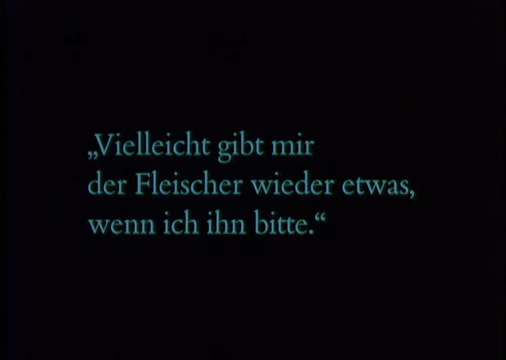 „Vielleicht gibt mir
der Fleischer wieder etwas,
wenn ich ihn bitte.“